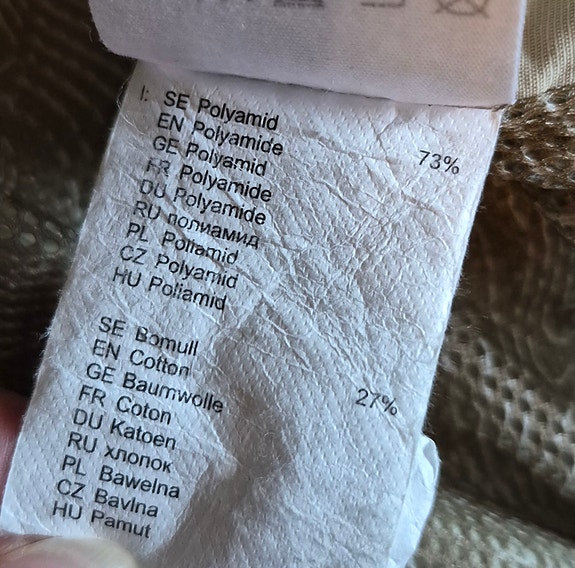 I: SE Polyamid
EN Polyamide 73%
GE Polyamid
FR Polyamide
DU Polyamide
RU полиамид
PL Poliamid
CZ Polyamid
HU Poliamid
SE Bomull
EN Cotton 27%
GE Baumwolle
FR Coton
DU Katoen
RU хлопок
PL Bawelna
CZ Bavlna
HU Pamut